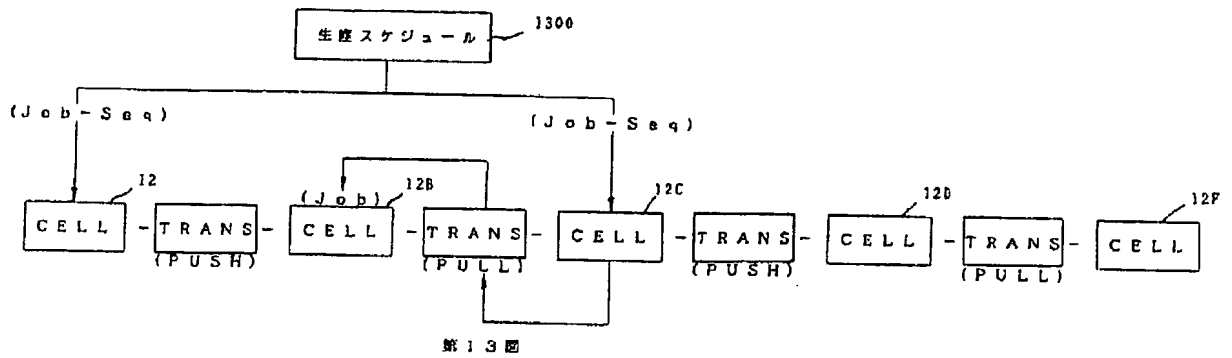 1300
生産スケジュール
(Job-Seq)
(Job-Seq)
12
(Job)
12B
12C
12D
12F
CELL
TRANS
(PUSH)
CELL
TRANS
(PULL)
CELL
TRANS
(PUSH)
CELL
TRANS
(PULL)
CELL
第13図